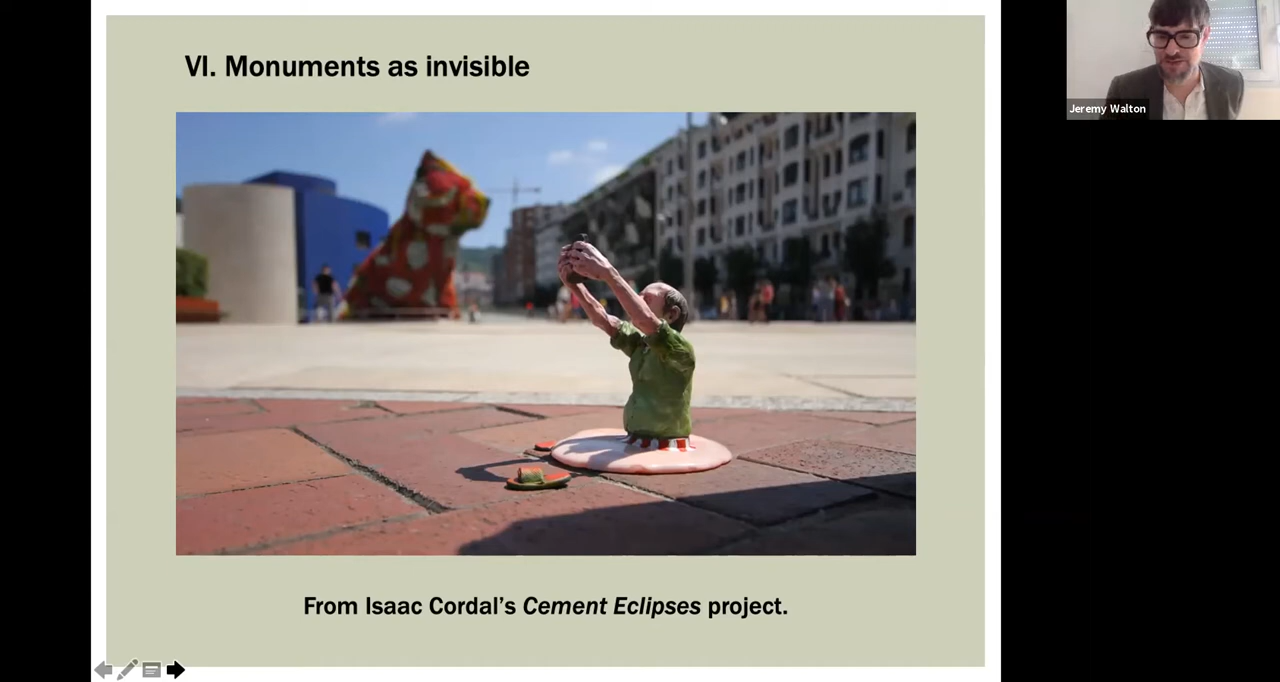 VI. Monuments as invisible
Jeremy Walton
From Isaac Cordal’s Cement Eclipses project.